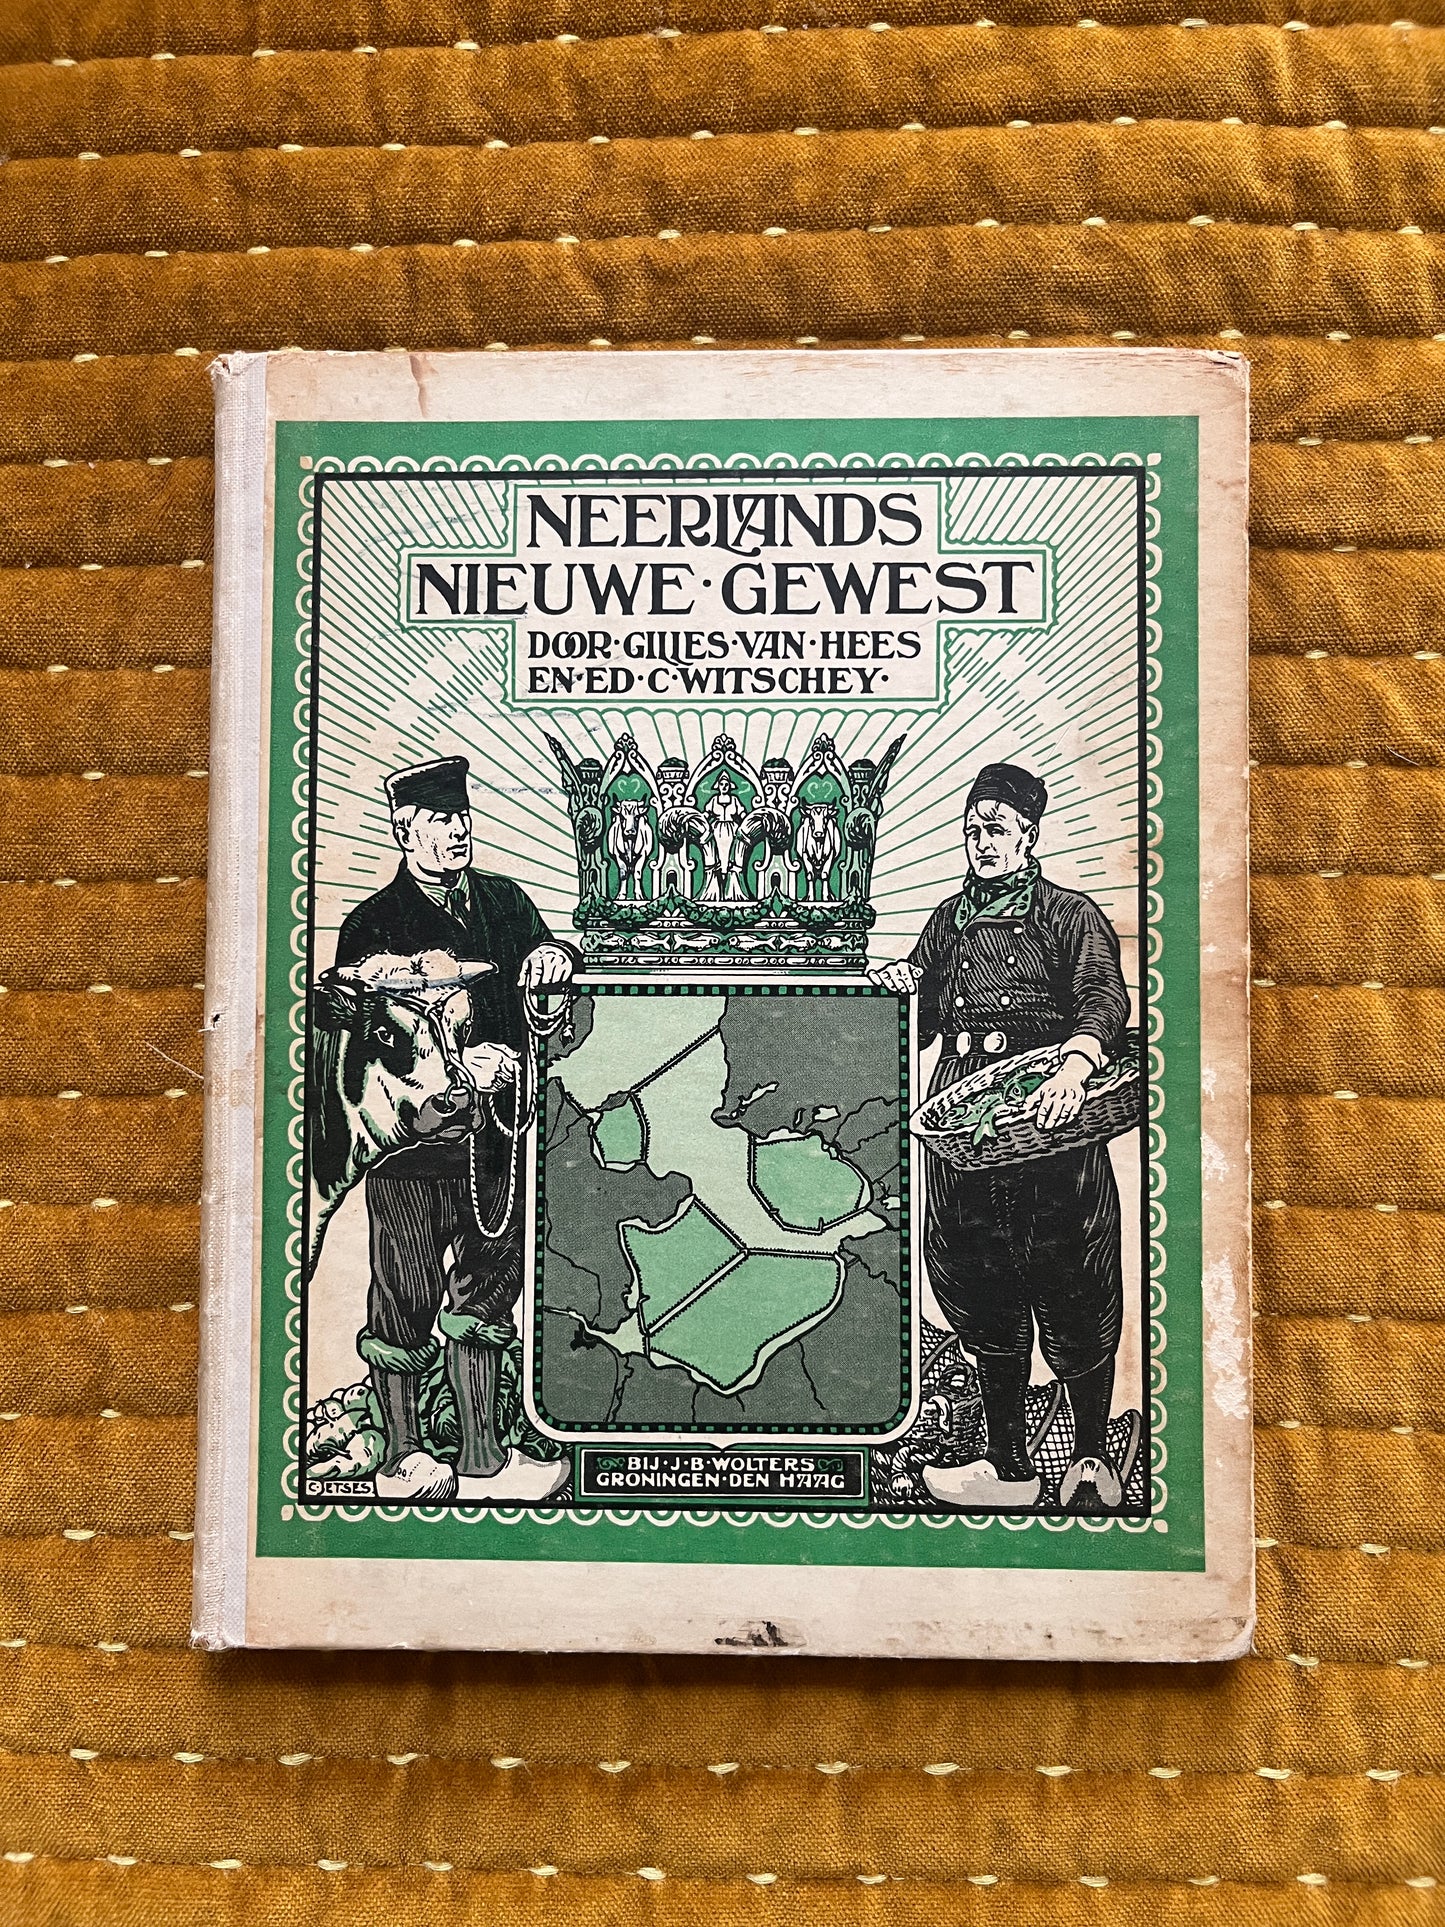 NEERLANDS
NIEUWE · GEWEST
DOOR · GILLES · VAN · HEES
EN · ED · C · WITSCHEY ·
BIJ · J · B · WOLTERS
GRONINGEN · DEN HAAG
C · JETSES